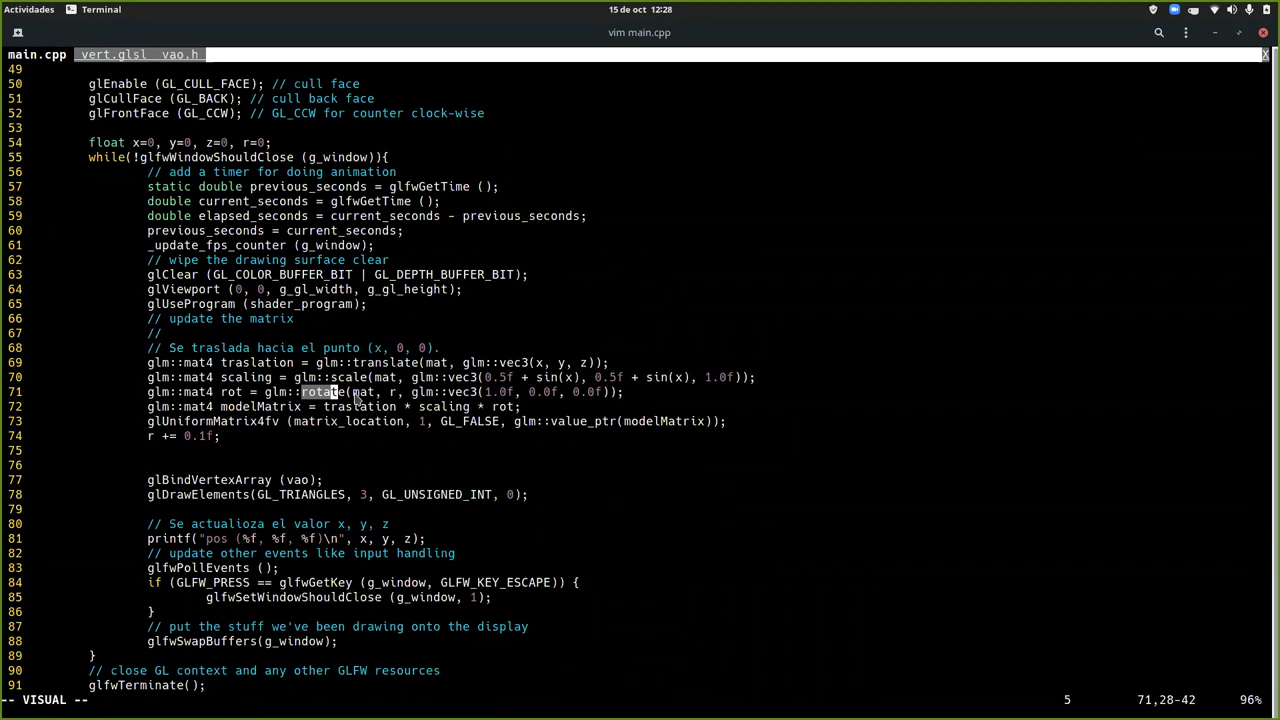 Actividades Terminal 15 de oct 12:28
vim main.cpp
main.cpp vert.glsl vao.h X
49
50 glEnable (GL_CULL_FACE); // cull face
51 glCullFace (GL_BACK); // cull back face
52 glFrontFace (GL_CCW); // GL_CCW for counter clock-wise
53
54 float x=0, y=0, z=0, r=0;
55 while(!glfwWindowShouldClose (g_window)){
56 // add a timer for doing animation
57 static double previous_seconds = glfwGetTime ();
58 double current_seconds = glfwGetTime ();
59 double elapsed_seconds = current_seconds - previous_seconds;
60 previous_seconds = current_seconds;
61 _update_fps_counter (g_window);
62 // wipe the drawing surface clear
63 glClear (GL_COLOR_BUFFER_BIT | GL_DEPTH_BUFFER_BIT);
64 glViewport (0, 0, g_gl_width, g_gl_height);
65 glUseProgram (shader_program);
66 // update the matrix
67 //
68 // Se traslada hacia el punto (x, 0, 0).
69 glm::mat4 traslation = glm::translate(mat, glm::vec3(x, y, z));
70 glm::mat4 scaling = glm::scale(mat, glm::vec3(0.5f + sin(x), 0.5f + sin(x), 1.0f));
71 glm::mat4 rot = glm::rotate(mat, r, glm::vec3(1.0f, 0.0f, 0.0f));
72 glm::mat4 modelMatrix = traslation * scaling * rot;
73 glUniformMatrix4fv (matrix_location, 1, GL_FALSE, glm::value_ptr(modelMatrix));
74 r += 0.1f;
75
76
77 glBindVertexArray (vao);
78 glDrawElements(GL_TRIANGLES, 3, GL_UNSIGNED_INT, 0);
79
80 // Se actualioza el valor x, y, z
81 printf("pos (%f, %f, %f)\n", x, y, z);
82 // update other events like input handling
83 glfwPollEvents ();
84 if (GLFW_PRESS == glfwGetKey (g_window, GLFW_KEY_ESCAPE)) {
85 glfwSetWindowShouldClose (g_window, 1);
86 }
87 // put the stuff we've been drawing onto the display
88 glfwSwapBuffers(g_window);
89 }
90 // close GL context and any other GLFW resources
91 glfwTerminate();
-- VISUAL -- 5 71,28-42 96%